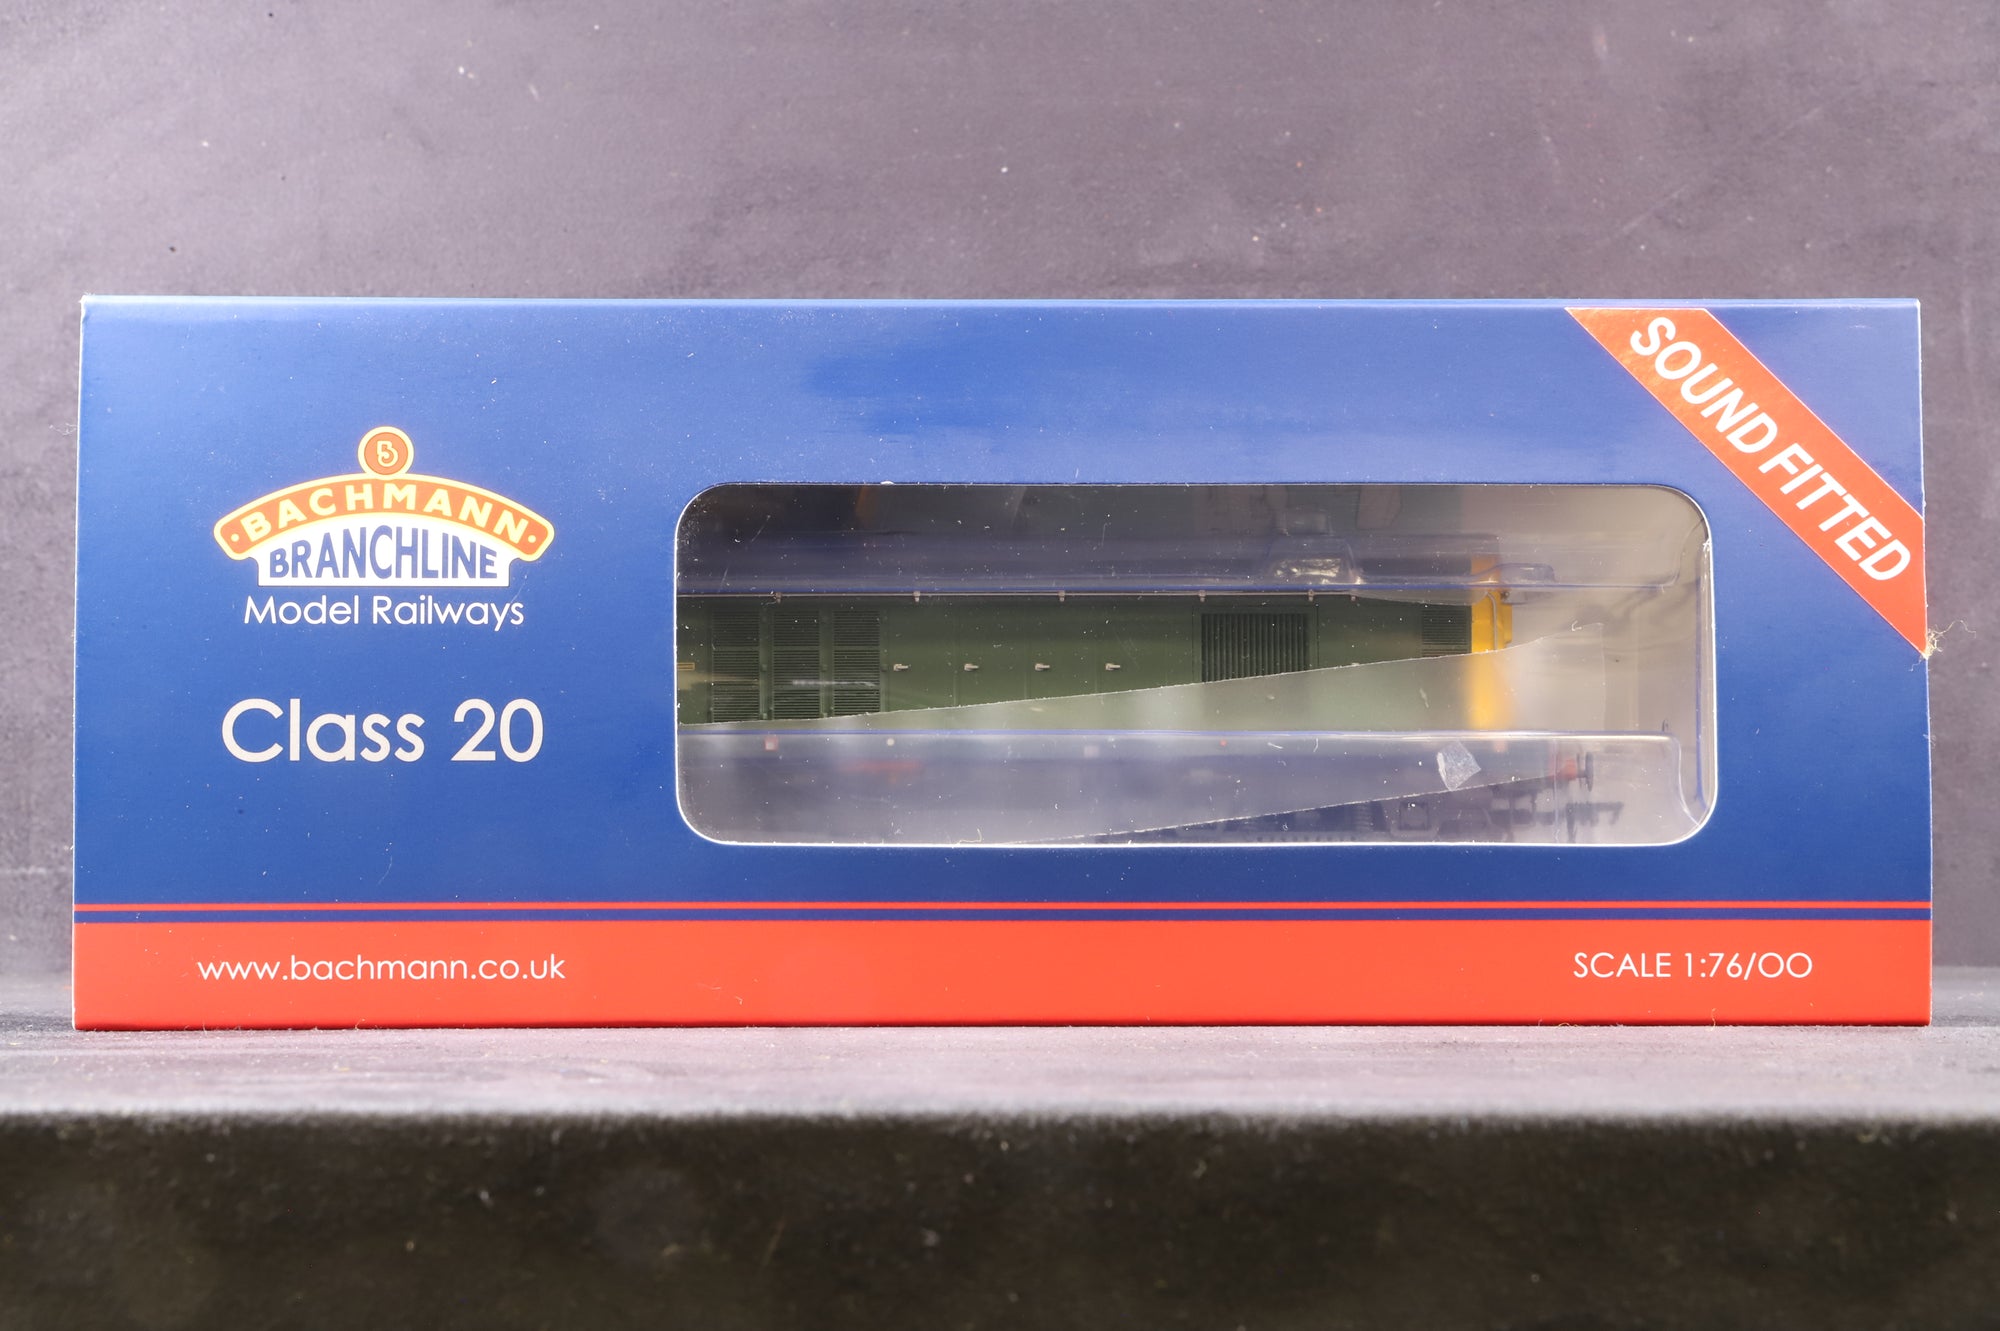 SOUND FITTED
B
BACHMANN
BRANCHLINE
Model Railways
Class 20
www.bachmann.co.uk
SCALE 1:76/OO